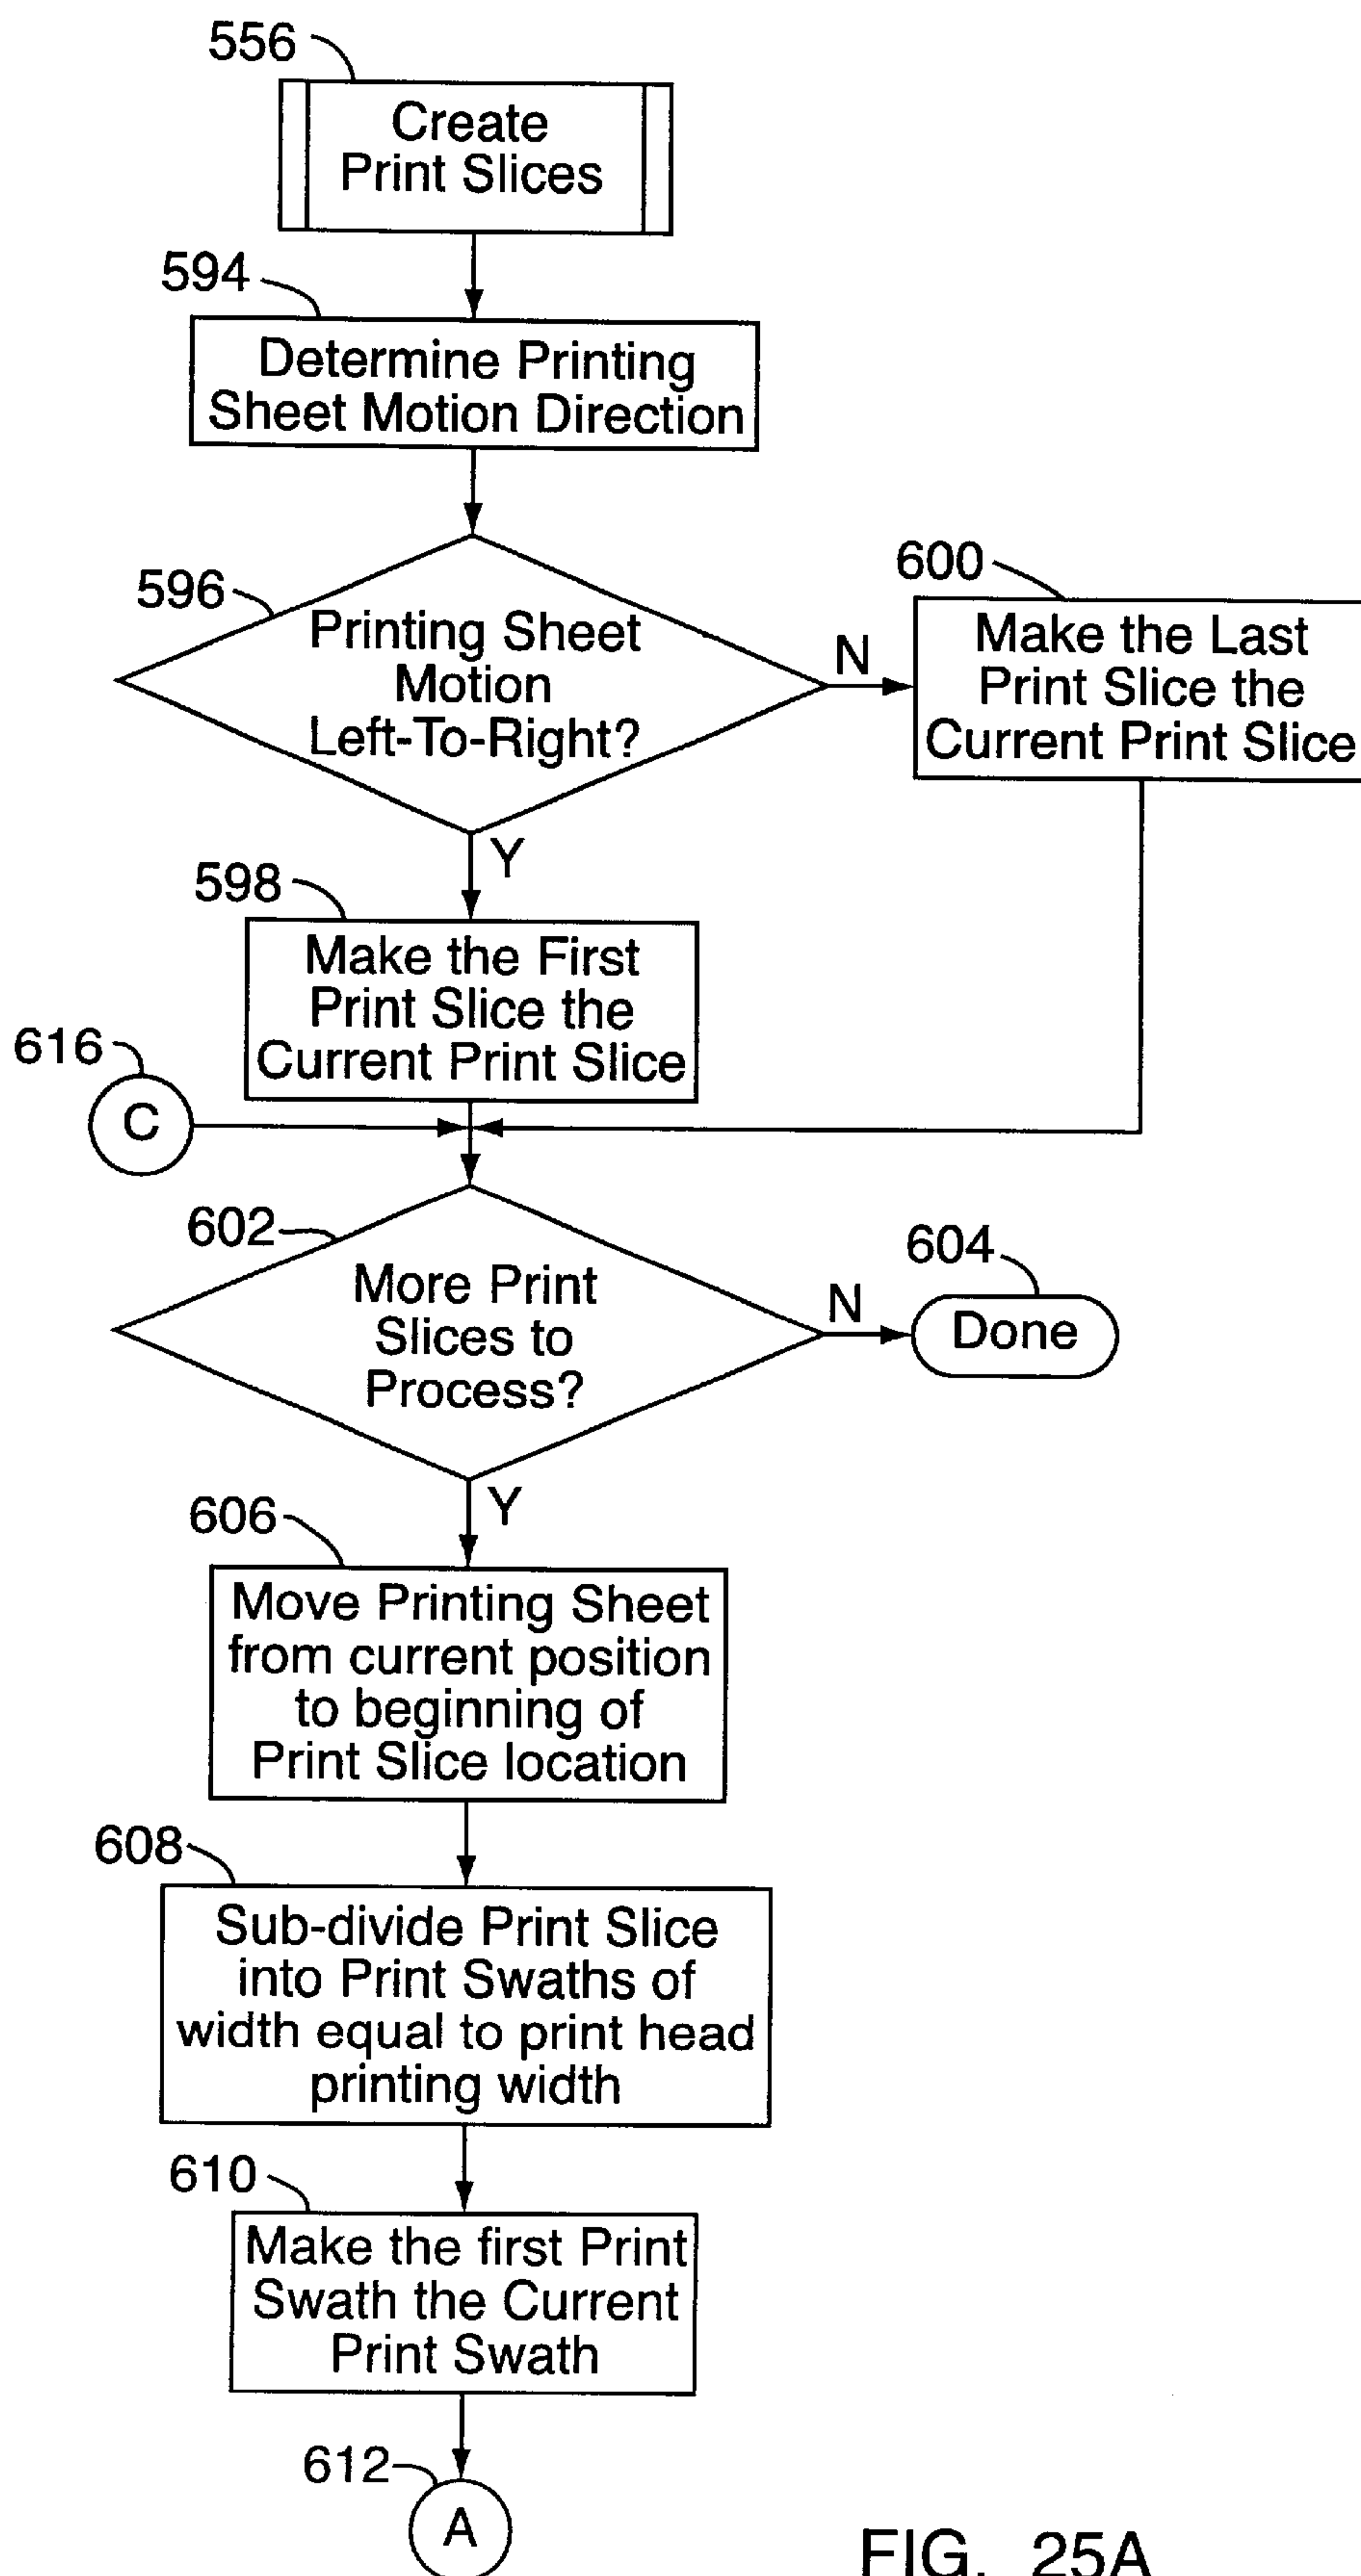 556
Create
Print Slices
594
Determine Printing
Sheet Motion Direction
596
Printing Sheet
Motion
Left-To-Right?
N
600
Make the Last
Print Slice the
Current Print Slice
Y
598
Make the First
Print Slice the
Current Print Slice
616
C
602
More Print
Slices to
Process?
N
604
Done
Y
606
Move Printing Sheet
from current position
to beginning of
Print Slice location
608
Sub-divide Print Slice
into Print Swaths of
width equal to print head
printing width
610
Make the first Print
Swath the Current
Print Swath
612
A
FIG. 25A